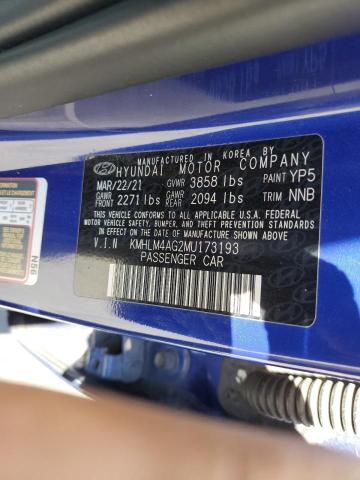 MANUFACTURED IN KOREA BY
HYUNDAI MOTOR COMPANY
MAR/22/21 GVWR 3858 lbs PAINT YP5
GAWR FRONT 2271 lbs GAWR REAR 2094 lbs TRIM NNB
THIS VEHICLE CONFORMS TO ALL APPLICABLE U.S.A. FEDERAL
MOTOR VEHICLE SAFETY, BUMPER, AND THEFT PREVENTION
STANDARDS IN EFFECT ON THE DATE OF MANUFACTURE SHOWN ABOVE.
V.I.N KMHLM4AG2MU173193
PASSENGER CAR
N56